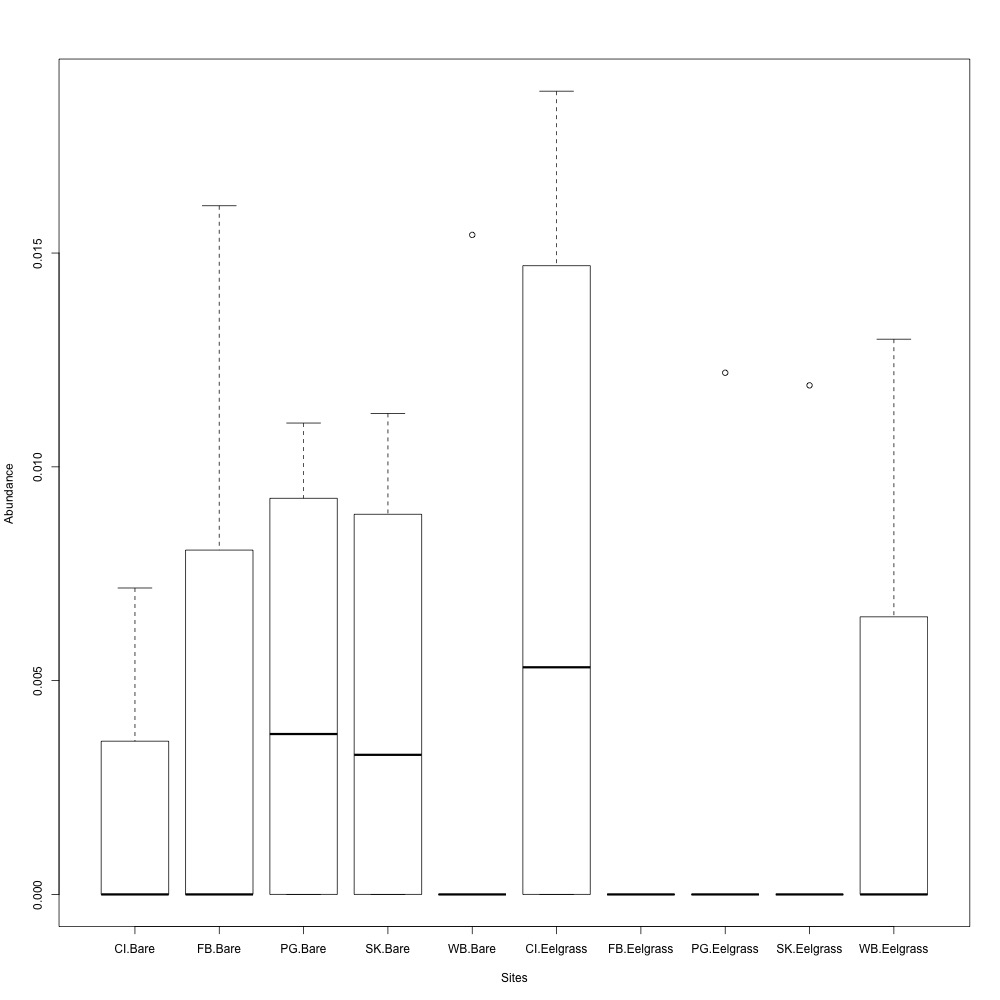 0.015
0.010
0.005
0.000
Abundance
CI.Bare FB.Bare PG.Bare SK.Bare WB.Bare CI.Eelgrass FB.Eelgrass PG.Eelgrass SK.Eelgrass WB.Eelgrass
Sites